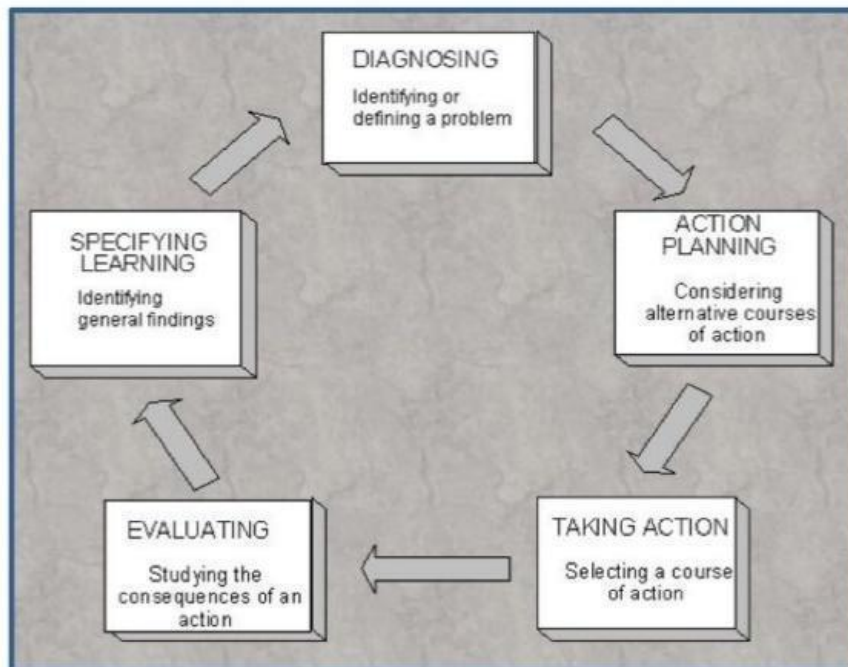 DIAGNOSING
Identifying or
defining a problem
ACTION
PLANNING
Considering
alternative courses
of action
TAKING ACTION
Selecting a course
of action
EVALUATING
Studying the
consequences of an
action
SPECIFYING
LEARNING
Identifying
general findings